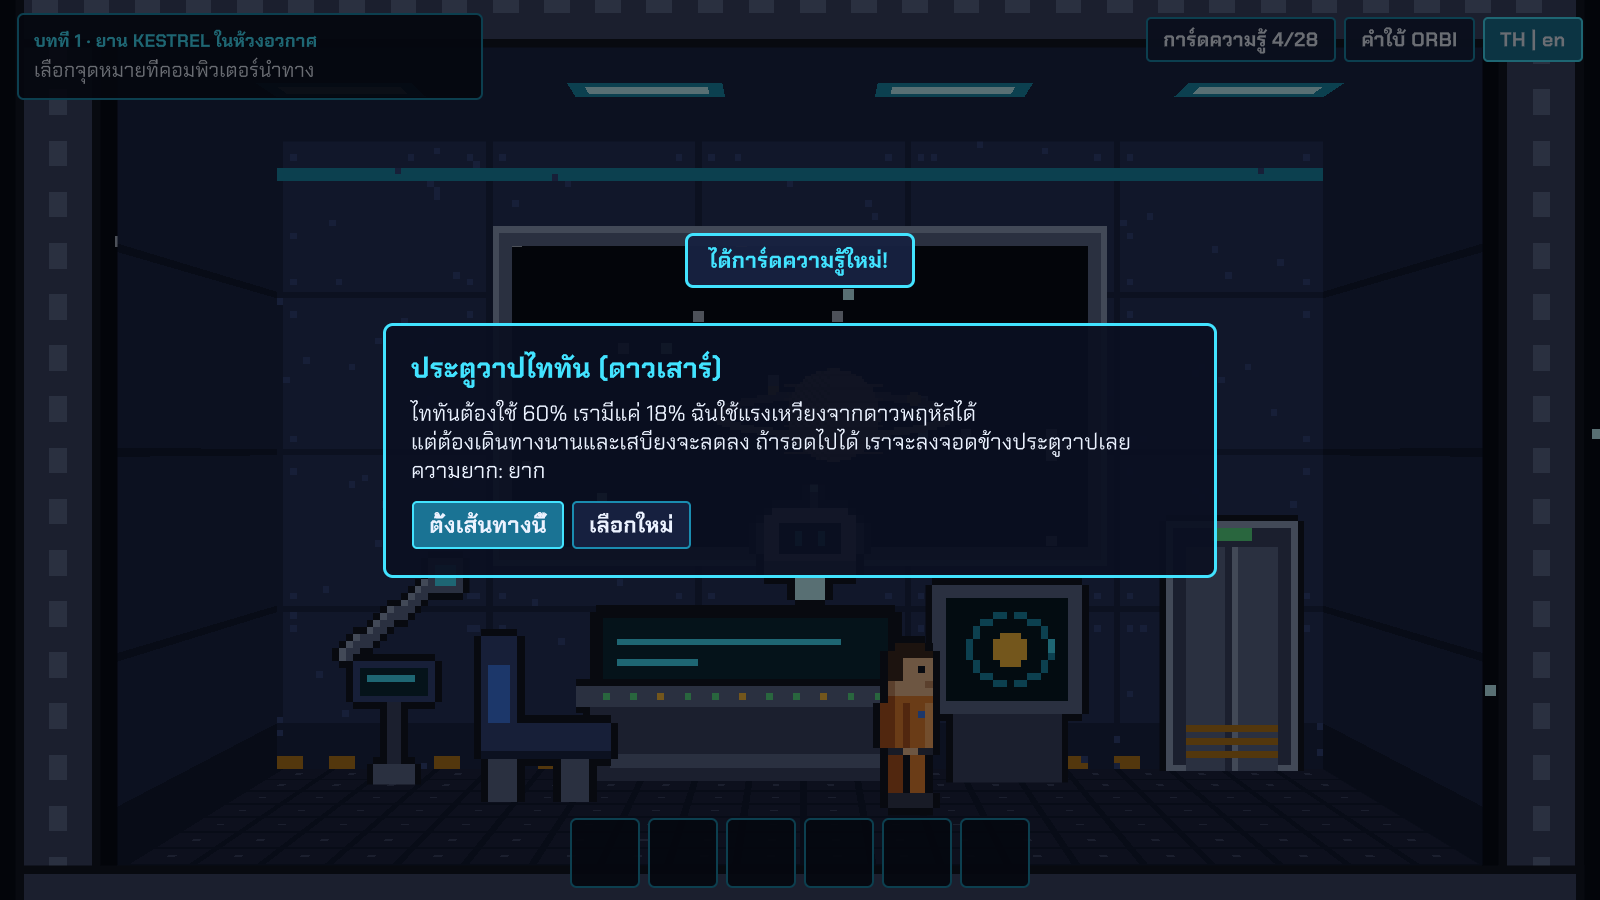 บทที่ 1 · ยาน KESTREL ในห้วงอวกาศ
เลือกจุดหมายที่คอมพิวเตอร์นำทาง
การ์ดความรู้ 4/28
คำใบ้ ORBI
TH | en
ได้การ์ดความรู้ใหม่!
ประตูวาปไททัน (ดาวเสาร์)
ไททันต้องใช้ 60% เรามีแค่ 18% ฉันใช้แรงเหวี่ยงจากดาวพฤหัสได้
แต่ต้องเดินทางนานและเสบียงจะลดลง ถ้ารอดไปได้ เราจะลงจอดข้างประตูวาปเลย
ความยาก: ยาก
ตั้งเส้นทางนี้
เลือกใหม่